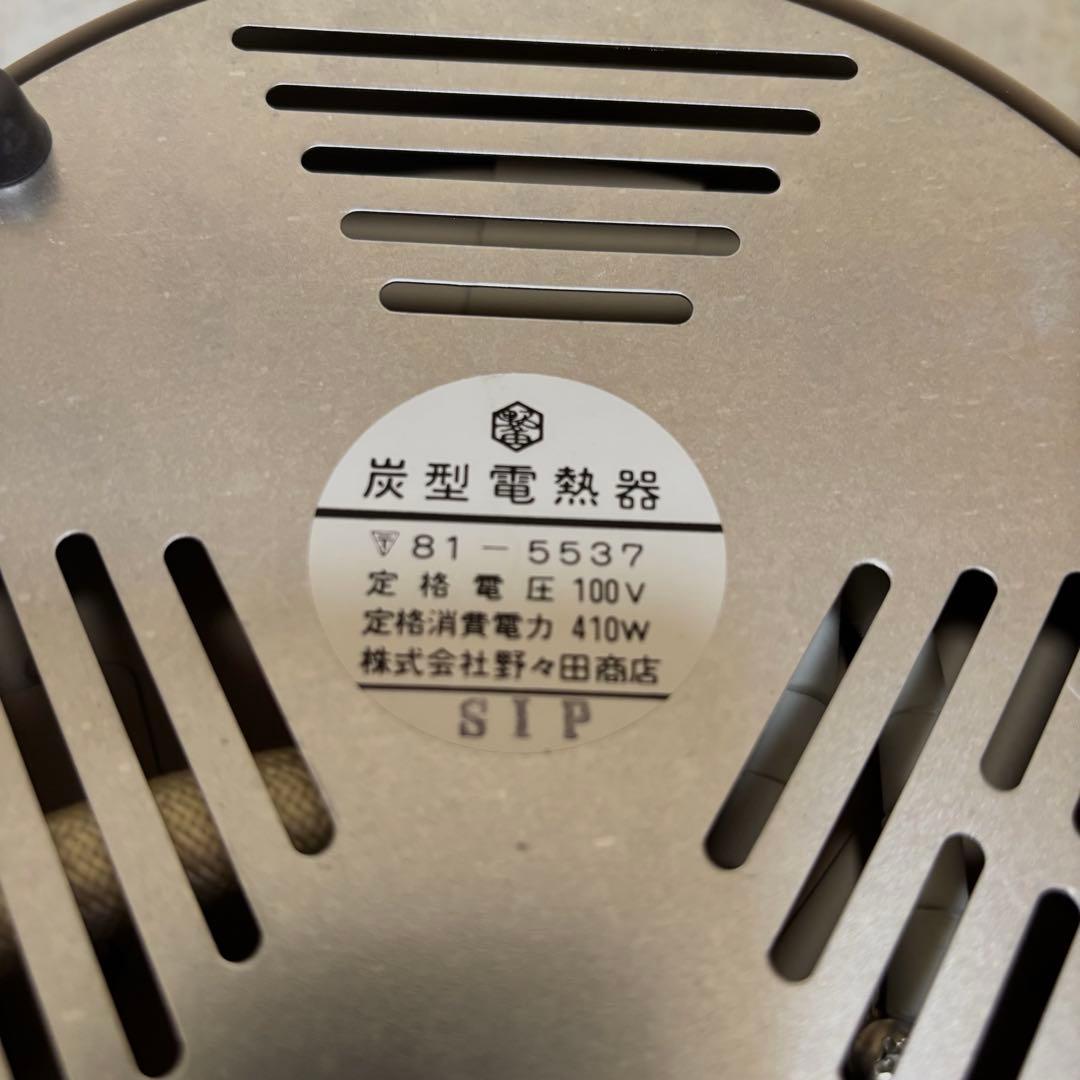 炭型電熱器
81-5537
定格電圧 100V
定格消費電力 410W
株式会社野々田商店
SIP